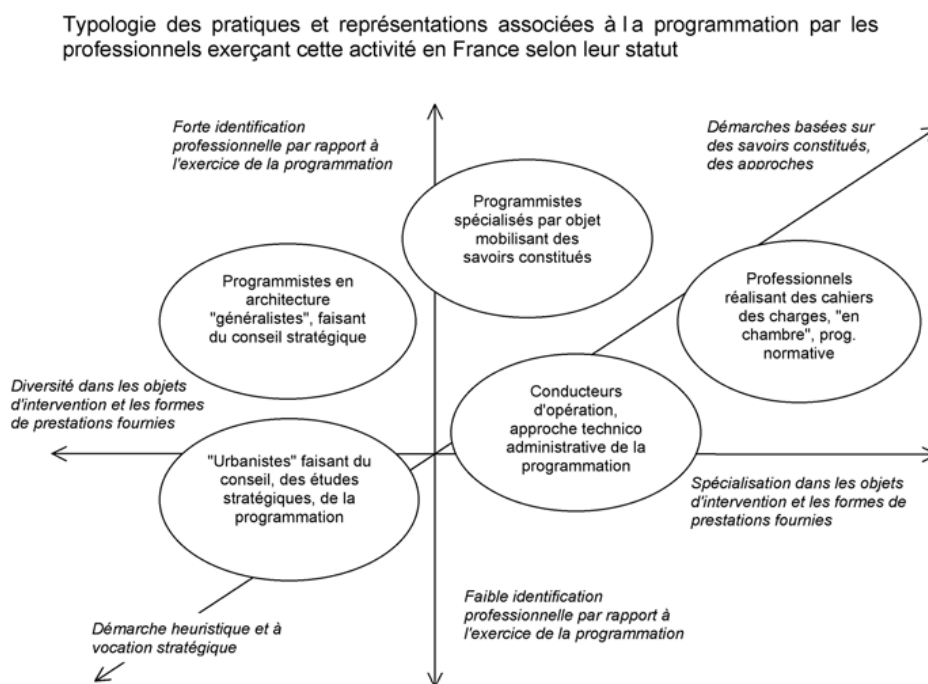 Typologie des pratiques et représentations associées à la programmation par les
professionnels exerçant cette activité en France selon leur statut
Forte identification
professionnelle par rapport à
l'exercice de la programmation
Démarches basées sur
des savoirs constitués,
des approches
Programmistes
spécialisés par objet
mobilisant des
savoirs constitués
Programmistes en
architecture
"généralistes", faisant
du conseil stratégique
Professionnels
réalisant des cahiers
des charges, "en
chambre", prog.
normative
Diversité dans les objets
d'intervention et les formes
de prestations fournies
Conducteurs
d'opération,
approche technico
administrative de la
programmation
"Urbanistes" faisant du
conseil, des études
stratégiques, de la
programmation
Spécialisation dans les objets
d'intervention et les formes de
prestations fournies
Faible identification
professionnelle par rapport à
l'exercice de la programmation
Démarche heuristique et à
vocation stratégique